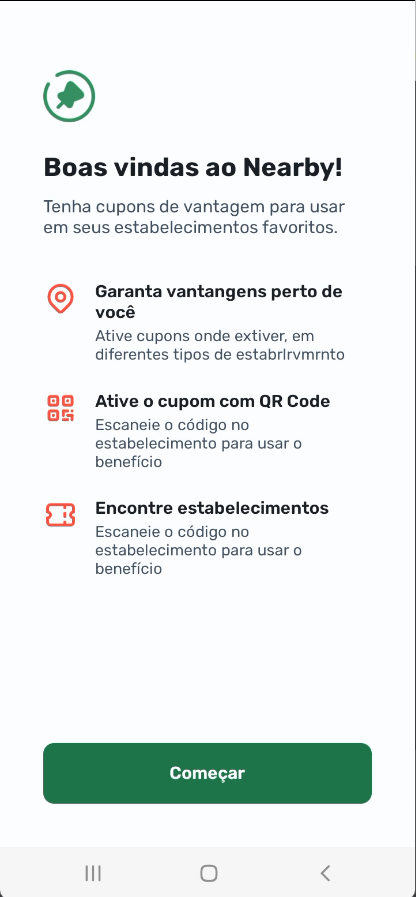 Boas vindas ao Nearby!
Tenha cupons de vantagem para usar
em seus estabelecimentos favoritos.
Garanta vantangens perto de
você
Ative cupons onde extiver, em
diferentes tipos de estabrlrvmrnto
Ative o cupom com QR Code
Escaneie o código no
estabelecimento para usar o
benefício
Encontre estabelecimentos
Escaneie o código no
estabelecimento para usar o
benefício
Começar